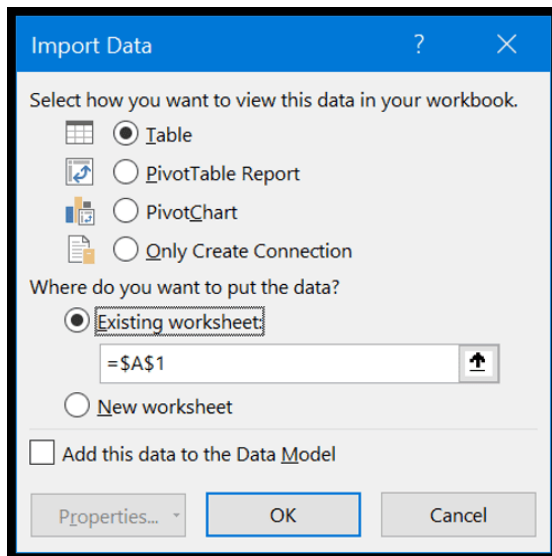 Import Data ?
Select how you want to view this data in your workbook.
Table
PivotTable Report
PivotChart
Only Create Connection
Where do you want to put the data?
Existing worksheet:
=$A$1
New worksheet
Add this data to the Data Model
Properties... OK Cancel